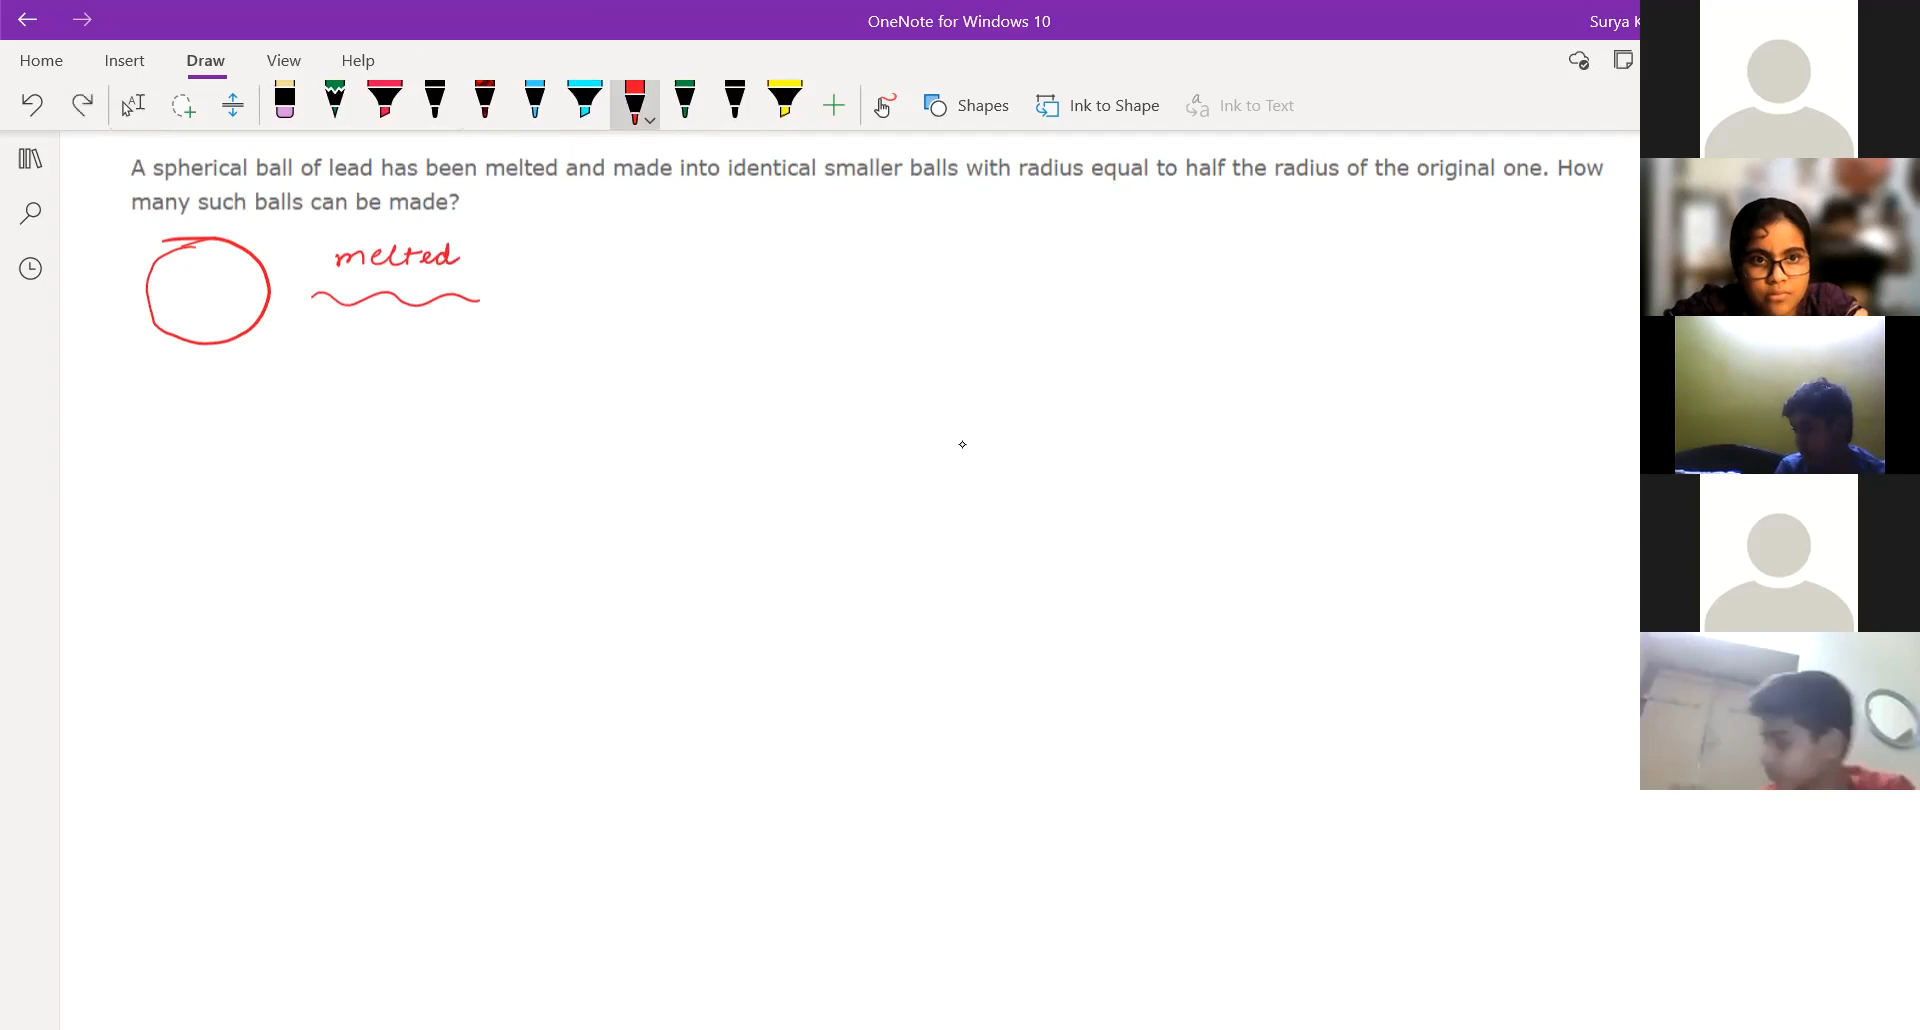 OneNote for Windows 10
Surya K
Home Insert Draw View Help
Shapes Ink to Shape Ink to Text
A spherical ball of lead has been melted and made into identical smaller balls with radius equal to half the radius of the original one. How
many such balls can be made?
melted